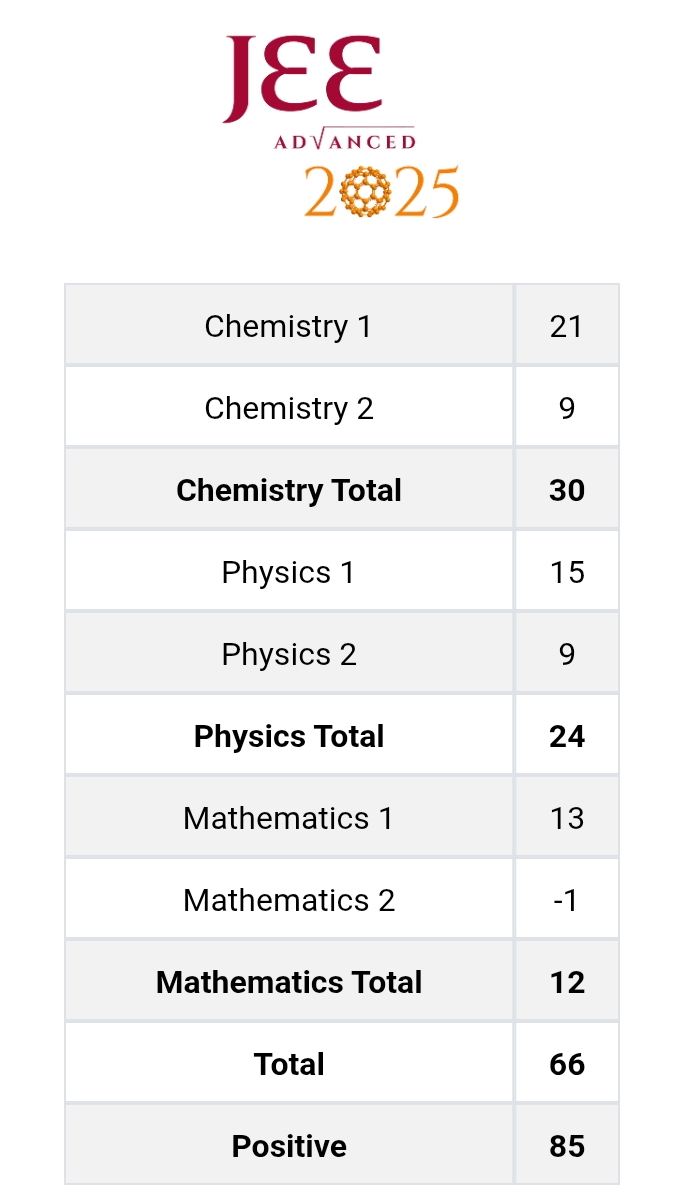 JEE
ADVANCED
2025
Chemistry 1 21
Chemistry 2 9
Chemistry Total 30
Physics 1 15
Physics 2 9
Physics Total 24
Mathematics 1 13
Mathematics 2 -1
Mathematics Total 12
Total 66
Positive 85